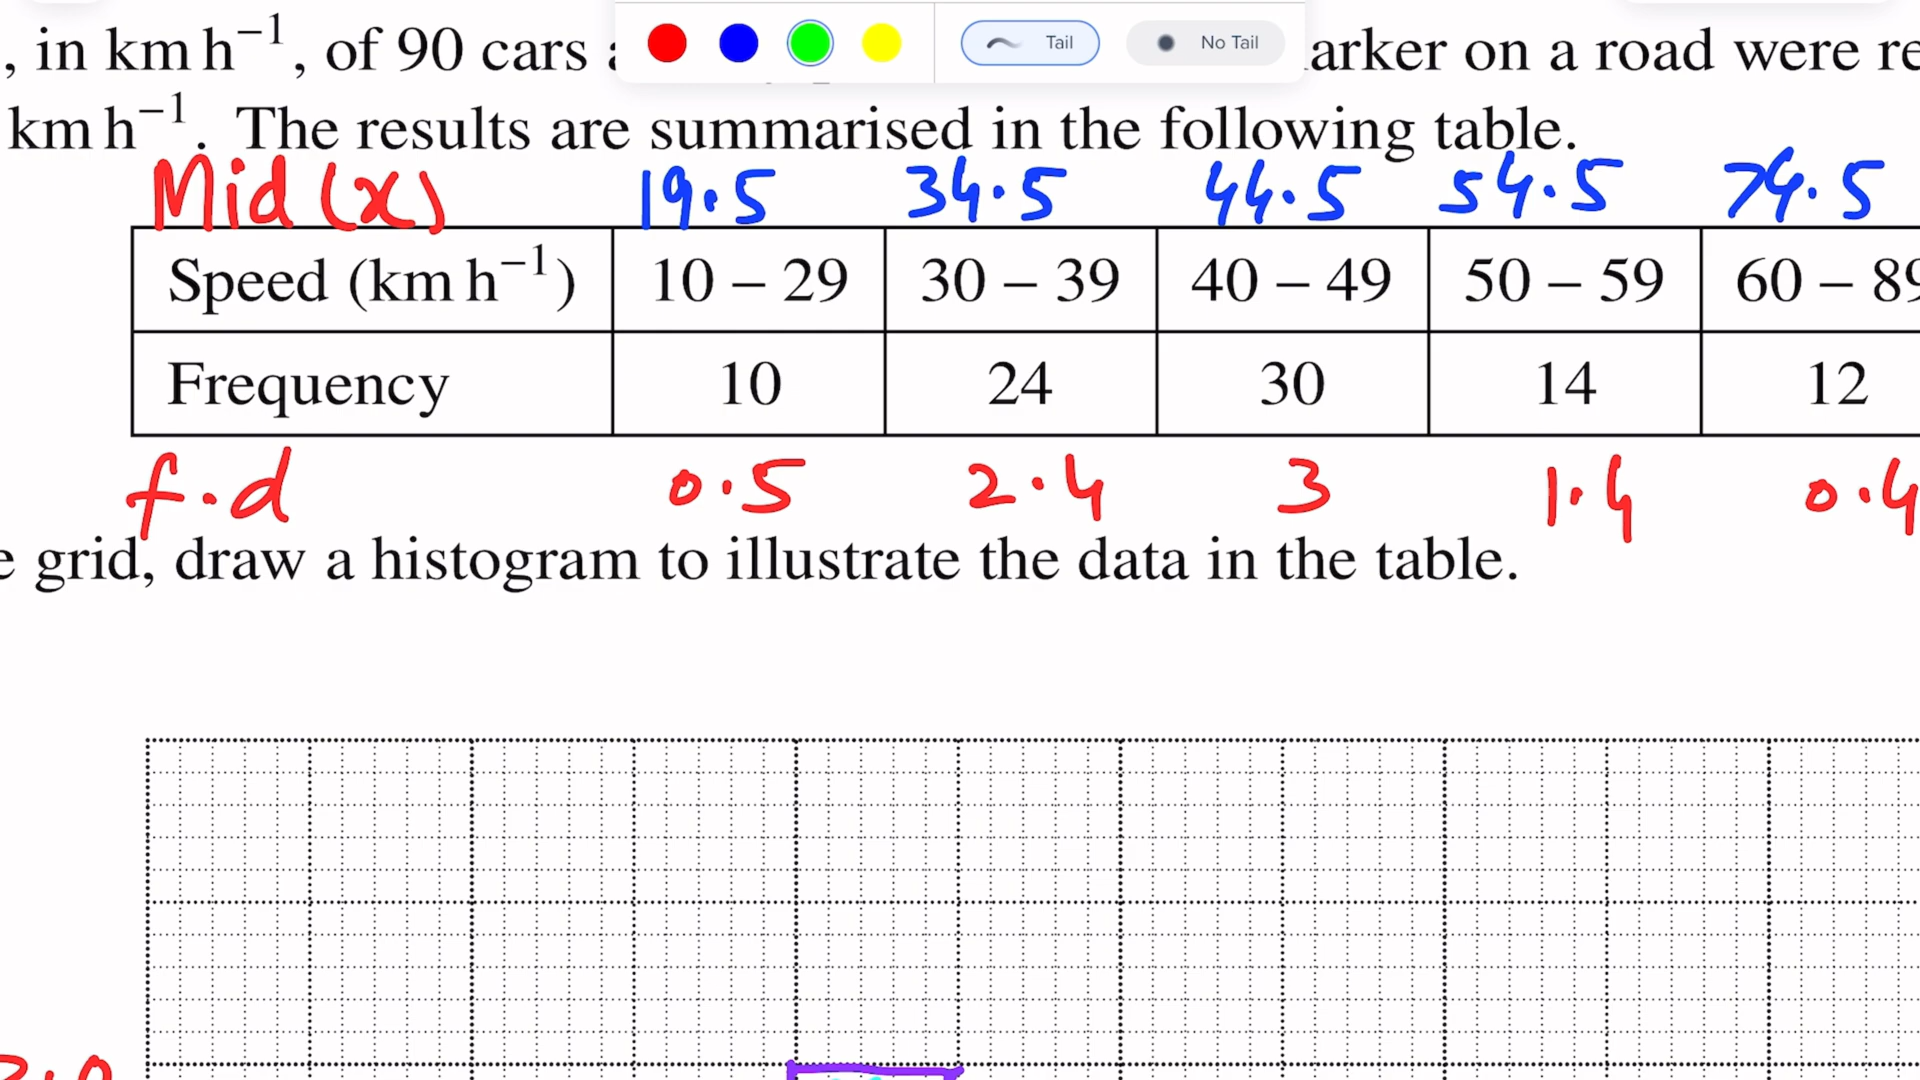 , in km h⁻¹, of 90 cars
Tail
No Tail
arker on a road were re
km h⁻¹. The results are summarised in the following table.
Mid (x) 19.5 34.5 44.5 54.5 74.5
Speed (km h⁻¹) 10 – 29 30 – 39 40 – 49 50 – 59 60 – 89
Frequency 10 24 30 14 12
f.d 0.5 2.4 3 1.4 0.4
e grid, draw a histogram to illustrate the data in the table.